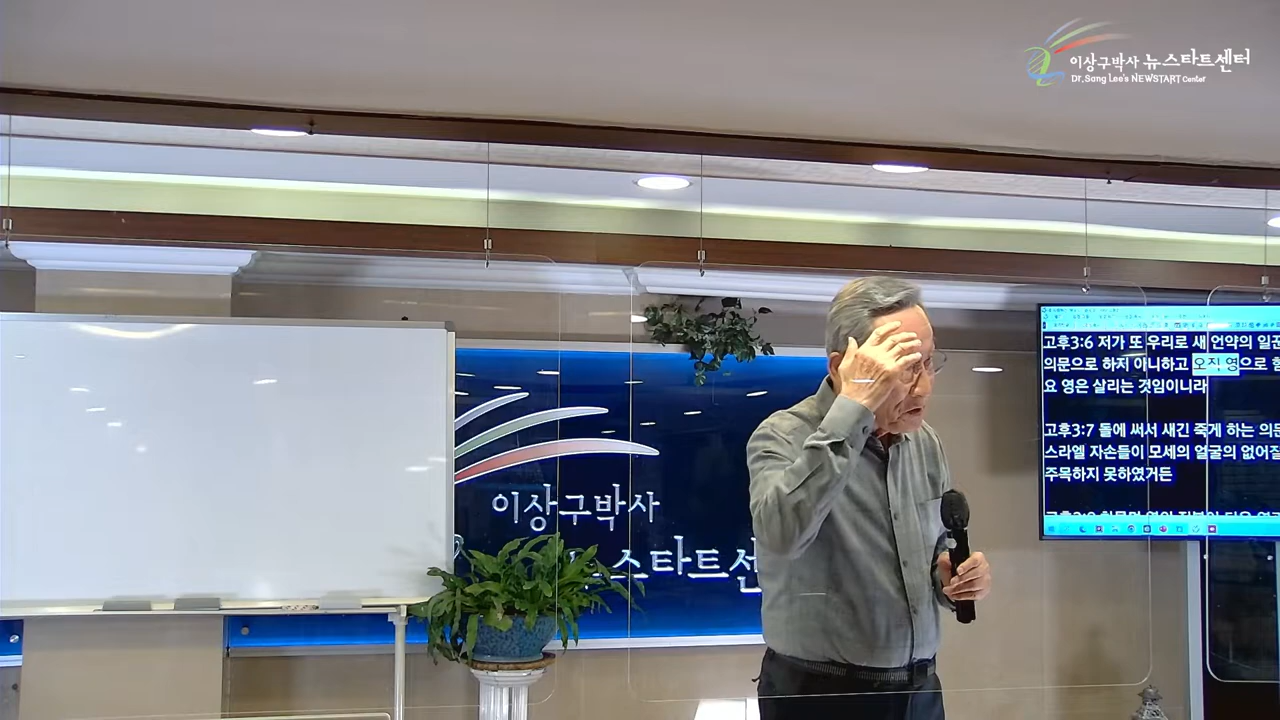 이상구박사 뉴스타트센터
Dr.Sang Lee's NEWSTART Center
고후3:6 저가 또 우리로 새 언약의 일꾼
의문으로 하지 아니하고 오직 영으로 함
요 영은 살리는 것임이니라
고후3:7 돌에 써서 새긴 죽게 하는 의문
스라엘 자손들이 모세의 얼굴의 없어질
주목하지 못하였거든
이상구박사
스타트센